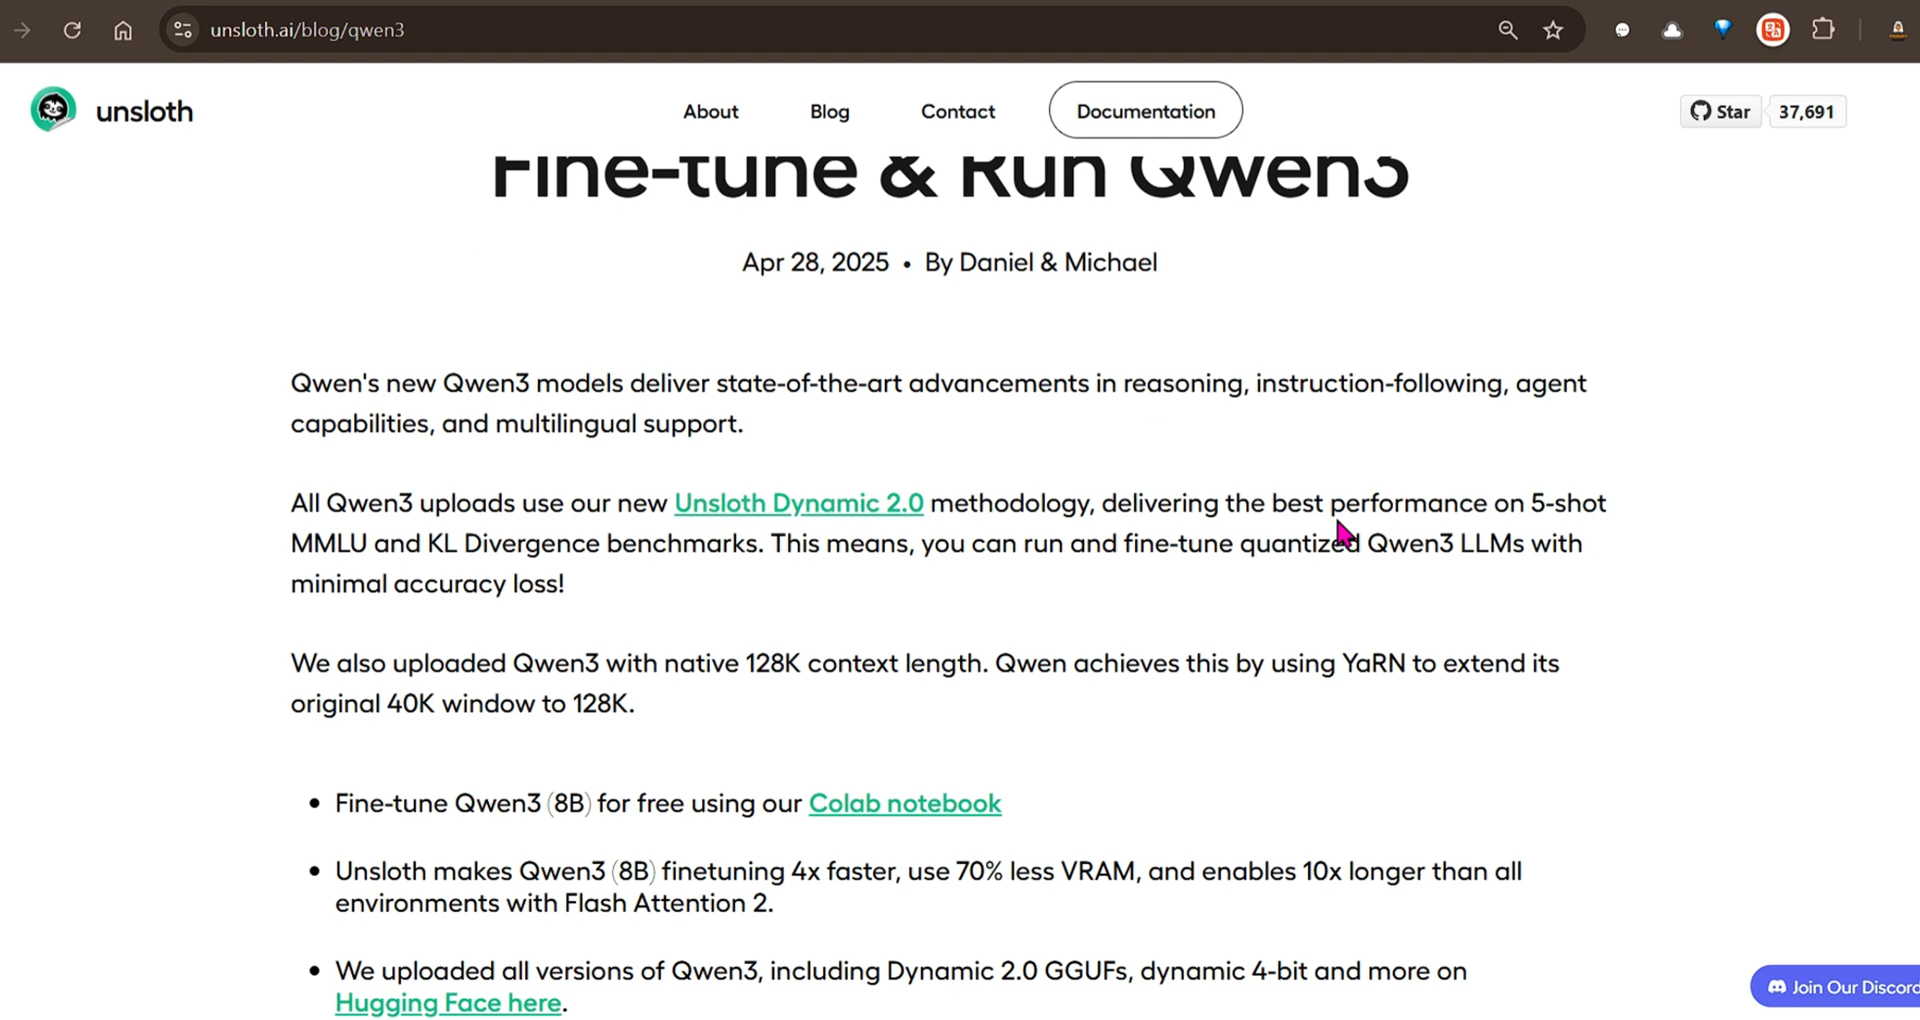 unsloth.ai/blog/qwen3
unsloth
About
Blog
Contact
Documentation
Star
37,691
Fine-tune & Run Qwen3
Apr 28, 2025 • By Daniel & Michael
Qwen's new Qwen3 models deliver state-of-the-art advancements in reasoning, instruction-following, agent
capabilities, and multilingual support.
All Qwen3 uploads use our new Unsloth Dynamic 2.0 methodology, delivering the best performance on 5-shot
MMLU and KL Divergence benchmarks. This means, you can run and fine-tune quantized Qwen3 LLMs with
minimal accuracy loss!
We also uploaded Qwen3 with native 128K context length. Qwen achieves this by using YaRN to extend its
original 40K window to 128K.
• Fine-tune Qwen3 (8B) for free using our Colab notebook
• Unsloth makes Qwen3 (8B) finetuning 4x faster, use 70% less VRAM, and enables 10x longer than all
environments with Flash Attention 2.
• We uploaded all versions of Qwen3, including Dynamic 2.0 GGUFs, dynamic 4-bit and more on
Hugging Face here.
Join Our Discord